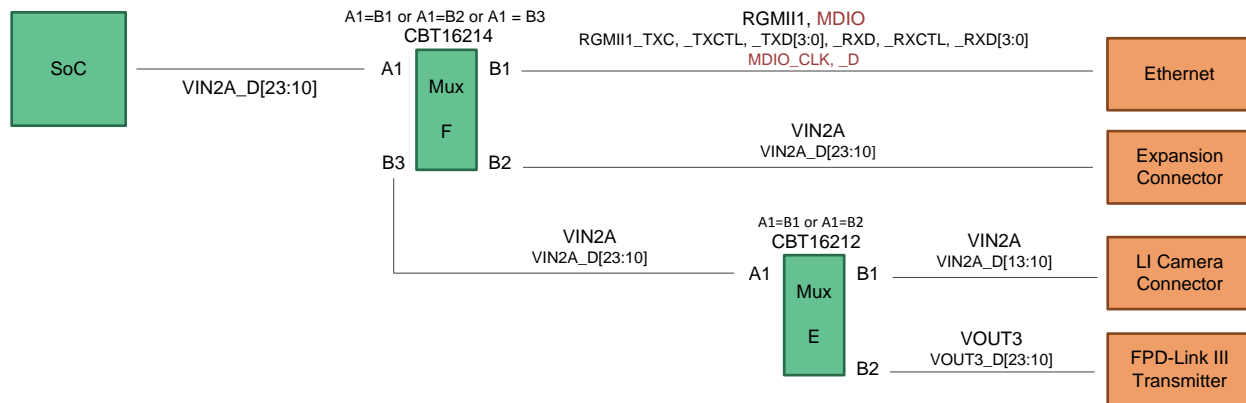 A1=B1 or A1=B2 or A1 = B3
CBT16214
RGMII1, MDIO
RGMII1_TXC, _TXCTL, _TXD[3:0], _RXD, _RXCTL, _RXD[3:0]
MDIO_CLK, _D
SoC
VIN2A_D[23:10]
A1
Mux
F
B1
B3
B2
Ethernet
VIN2A
VIN2A_D[23:10]
Expansion
Connector
VIN2A
VIN2A_D[23:10]
A1=B1 or A1=B2
CBT16212
A1
Mux
E
B1
B2
VIN2A
VIN2A_D[13:10]
LI Camera
Connector
VOUT3
VOUT3_D[23:10]
FPD-Link III
Transmitter